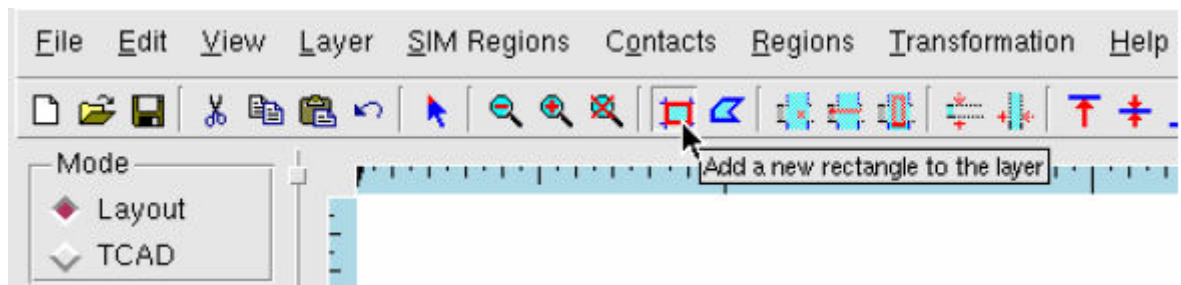 File Edit View Layer SIM Regions Contacts Regions Transformation Help
Mode
Add a new rectangle to the layer
Layout
TCAD